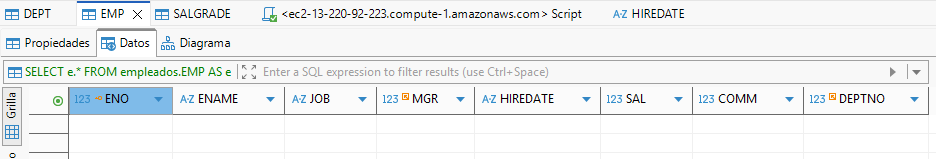 DEPT EMP SALGRADE <ec2-13-220-92-223.compute-1.amazonaws.com> Script A-Z HIREDATE
Propiedades Datos Diagrama
SELECT e.* FROM empleados.EMP AS e Enter a SQL expression to filter results (use Ctrl+Space)
Grilla
123 ENO A-Z ENAME A-Z JOB 123 MGR A-Z HIREDATE 123 SAL 123 COMM 123 DEPTNO